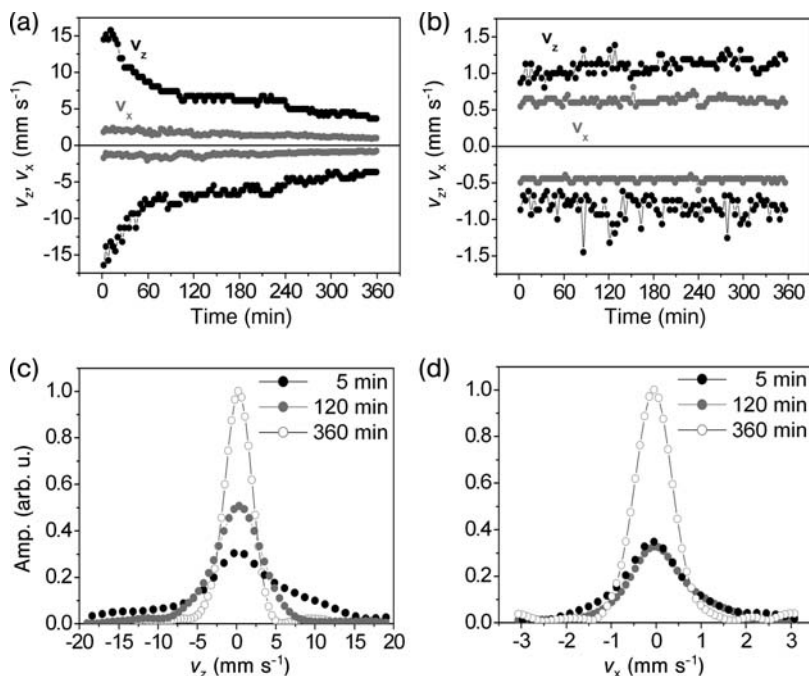 (a)
v_z
v_x
v_z, v_x (mm s⁻¹)
15
10
5
0
-5
-10
-15
0 60 120 180 240 300 360
Time (min)
(b)
v_z
v_x
v_z, v_x (mm s⁻¹)
1.5
1.0
0.5
0.0
-0.5
-1.0
-1.5
0 60 120 180 240 300 360
Time (min)
(c)
5 min
120 min
360 min
Amp. (arb. u.)
1.0
0.8
0.6
0.4
0.2
0.0
-20 -15 -10 -5 0 5 10 15 20
v_z (mm s⁻¹)
(d)
5 min
120 min
360 min
1.0
0.8
0.6
0.4
0.2
0.0
-3 -2 -1 0 1 2 3
v_x (mm s⁻¹)